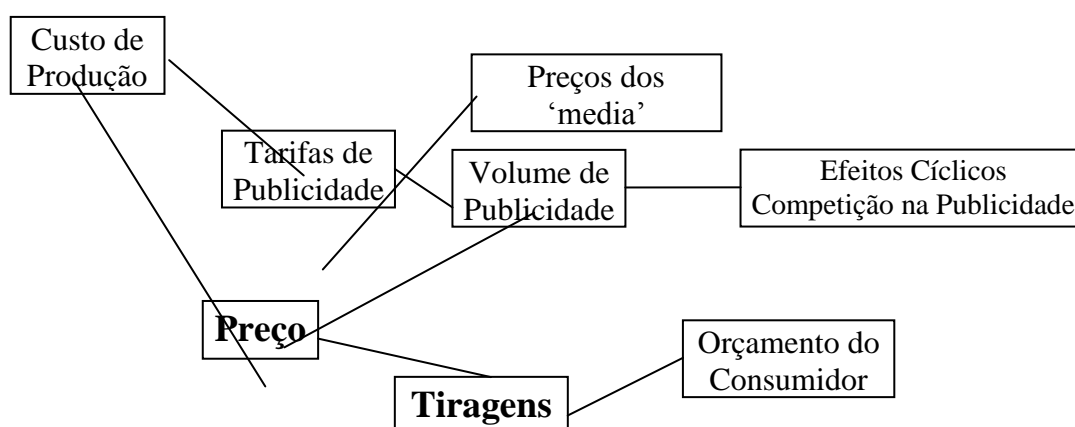 Custo de
Produção
Preços dos
‘media’
Tarifas de
Publicidade
Volume de
Publicidade
Efeitos Cíclicos
Competição na Publicidade
Preço
Orçamento do
Consumidor
Tiragens